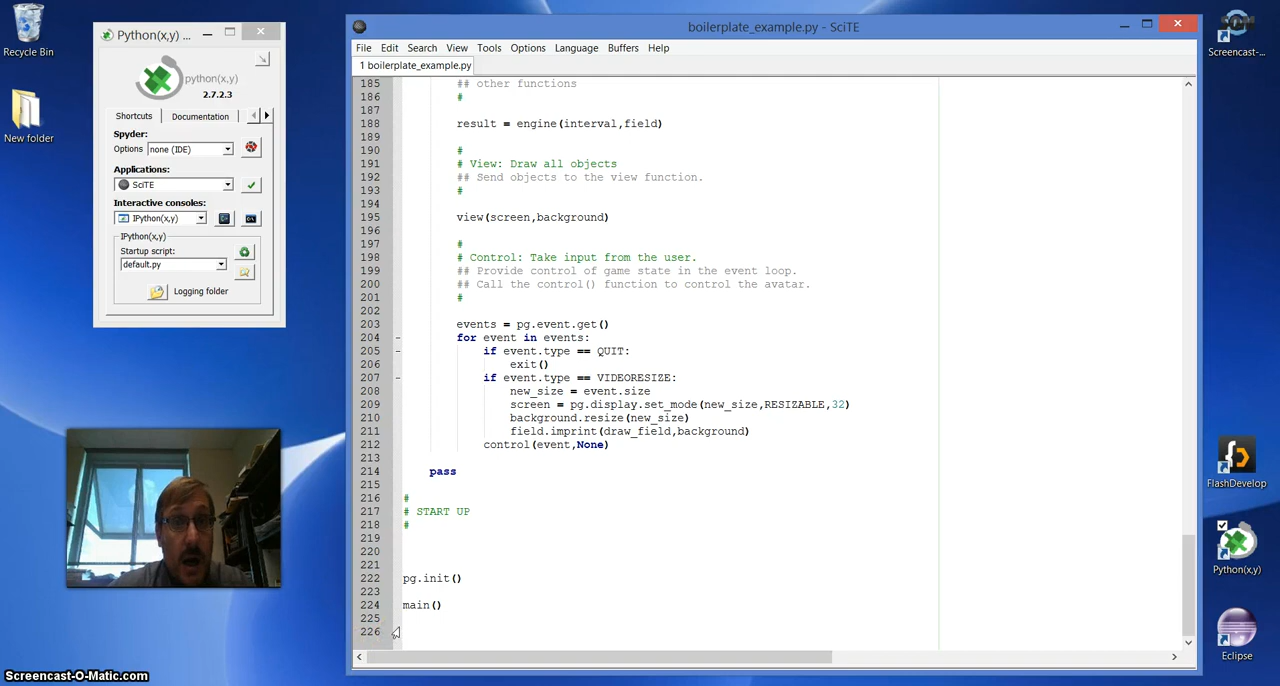 Recycle Bin
New folder
Python(x,y) ...
python(x,y)
2.7.2.3
Shortcuts
Documentation
Spyder:
Options
none (IDE)
Applications:
SciTE
Interactive consoles:
IPython(x,y)
IPython(x,y)
Startup script:
default.py
Logging folder
boilerplate_example.py - SciTE
File Edit Search View Tools Options Language Buffers Help
1 boilerplate_example.py
185 ## other functions
186 #
187
188 result = engine(interval,field)
189
190 #
191 # View: Draw all objects
192 ## Send objects to the view function.
193 #
194
195 view(screen,background)
196
197 #
198 # Control: Take input from the user.
199 ## Provide control of game state in the event loop.
200 ## Call the control() function to control the avatar.
201 #
202
203 events = pg.event.get()
204 for event in events:
205 if event.type == QUIT:
206 exit()
207 if event.type == VIDEORESIZE:
208 new_size = event.size
209 screen = pg.display.set_mode(new_size,RESIZABLE,32)
210 background.resize(new_size)
211 field.imprint(draw_field,background)
212 control(event,None)
213
214 pass
215
216 #
217 # START UP
218 #
219
220
221
222 pg.init()
223
224 main()
225
226
Screencast-...
FlashDevelop
Python(x,y)
Eclipse
Screencast-O-Matic.com